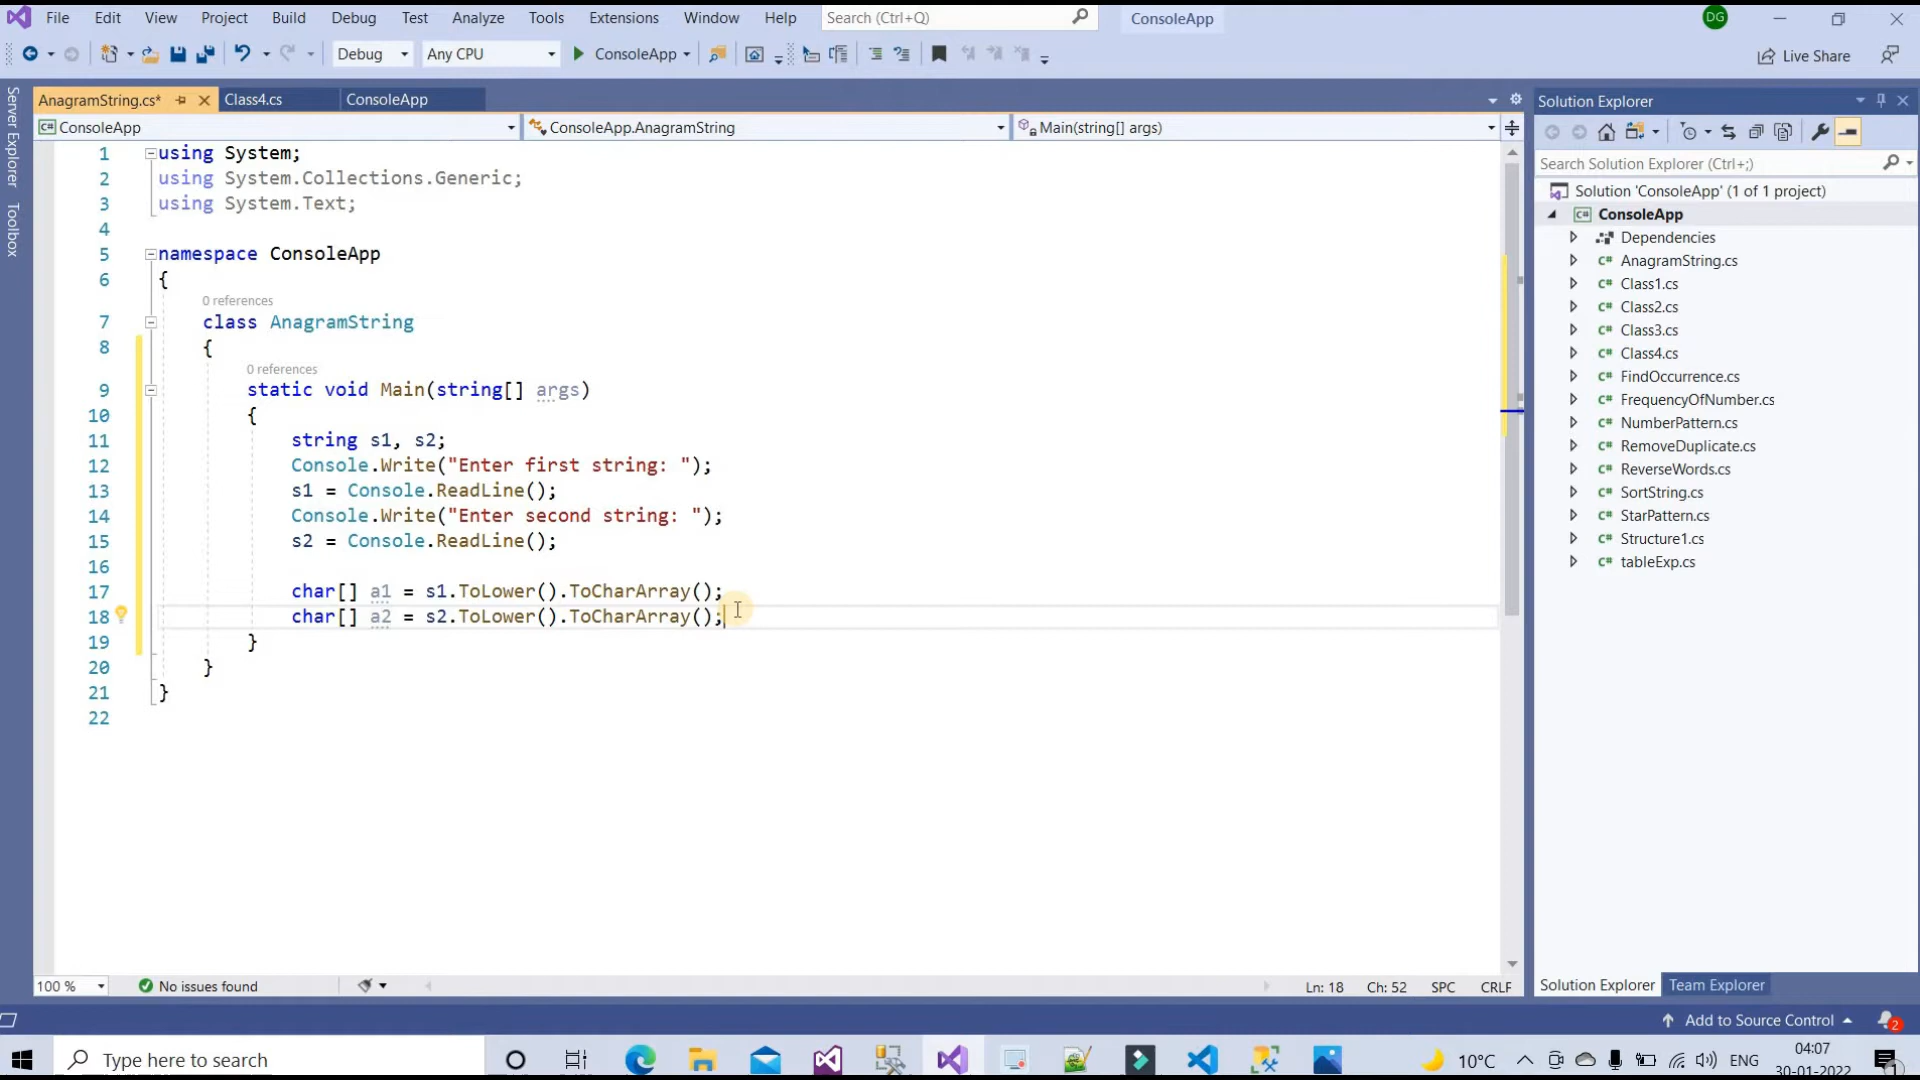 File Edit View Project Build Debug Test Analyze Tools Extensions Window Help Search (Ctrl+Q) ConsoleApp DG
Debug Any CPU ConsoleApp Live Share
Server Explorer
Toolbox
AnagramString.cs* Class4.cs ConsoleApp
ConsoleApp ConsoleApp.AnagramString Main(string[] args)
1 using System;
2 using System.Collections.Generic;
3 using System.Text;
4
5 namespace ConsoleApp
6 {
0 references
7 class AnagramString
8 {
0 references
9 static void Main(string[] args)
10 {
11 string s1, s2;
12 Console.Write("Enter first string: ");
13 s1 = Console.ReadLine();
14 Console.Write("Enter second string: ");
15 s2 = Console.ReadLine();
16
17 char[] a1 = s1.ToLower().ToCharArray();
18 char[] a2 = s2.ToLower().ToCharArray();
19 }
20 }
21 }
22
100 % No issues found Ln: 18 Ch: 52 SPC CRLF
Solution Explorer
Search Solution Explorer (Ctrl+;)
Solution 'ConsoleApp' (1 of 1 project)
C# ConsoleApp
Dependencies
C# AnagramString.cs
C# Class1.cs
C# Class2.cs
C# Class3.cs
C# Class4.cs
C# FindOccurrence.cs
C# FrequencyOfNumber.cs
C# NumberPattern.cs
C# RemoveDuplicate.cs
C# ReverseWords.cs
C# SortString.cs
C# StarPattern.cs
C# Structure1.cs
C# tableExp.cs
Solution Explorer Team Explorer
Add to Source Control 2
Type here to search 10°C ENG 04:07
30-01-2022 1